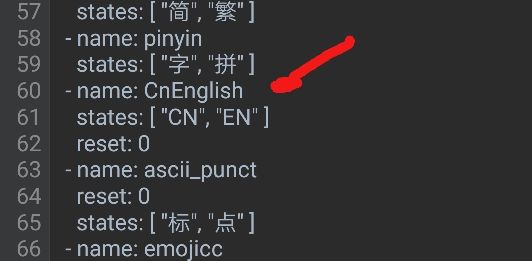 57 states: [ "简", "繁" ]
58 - name: pinyin
59 states: [ "字", "拼" ]
60 - name: CnEnglish
61 states: [ "CN", "EN" ]
62 reset: 0
63 - name: ascii_punct
64 reset: 0
65 states: [ "标", "点" ]
66 - name: emojicc